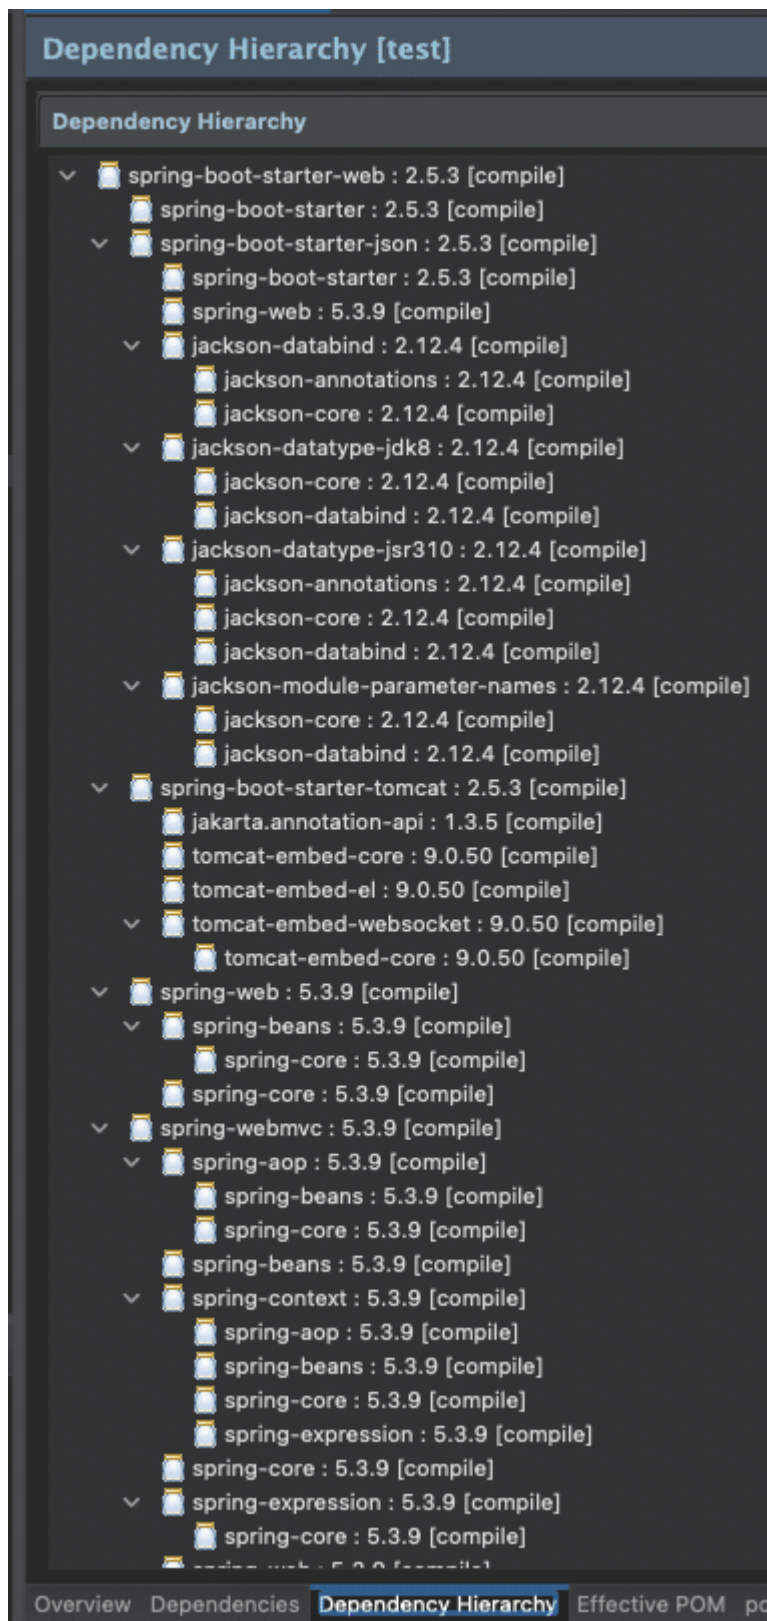 Dependency Hierarchy [test]
Dependency Hierarchy
spring-boot-starter-web : 2.5.3 [compile]
spring-boot-starter : 2.5.3 [compile]
spring-boot-starter-json : 2.5.3 [compile]
spring-boot-starter : 2.5.3 [compile]
spring-web : 5.3.9 [compile]
jackson-databind : 2.12.4 [compile]
jackson-annotations : 2.12.4 [compile]
jackson-core : 2.12.4 [compile]
jackson-datatype-jdk8 : 2.12.4 [compile]
jackson-core : 2.12.4 [compile]
jackson-databind : 2.12.4 [compile]
jackson-datatype-jsr310 : 2.12.4 [compile]
jackson-annotations : 2.12.4 [compile]
jackson-core : 2.12.4 [compile]
jackson-databind : 2.12.4 [compile]
jackson-module-parameter-names : 2.12.4 [compile]
jackson-core : 2.12.4 [compile]
jackson-databind : 2.12.4 [compile]
spring-boot-starter-tomcat : 2.5.3 [compile]
jakarta.annotation-api : 1.3.5 [compile]
tomcat-embed-core : 9.0.50 [compile]
tomcat-embed-el : 9.0.50 [compile]
tomcat-embed-websocket : 9.0.50 [compile]
tomcat-embed-core : 9.0.50 [compile]
spring-web : 5.3.9 [compile]
spring-beans : 5.3.9 [compile]
spring-core : 5.3.9 [compile]
spring-core : 5.3.9 [compile]
spring-webmvc : 5.3.9 [compile]
spring-aop : 5.3.9 [compile]
spring-beans : 5.3.9 [compile]
spring-core : 5.3.9 [compile]
spring-beans : 5.3.9 [compile]
spring-context : 5.3.9 [compile]
spring-aop : 5.3.9 [compile]
spring-beans : 5.3.9 [compile]
spring-core : 5.3.9 [compile]
spring-expression : 5.3.9 [compile]
spring-core : 5.3.9 [compile]
spring-expression : 5.3.9 [compile]
spring-core : 5.3.9 [compile]
Overview Dependencies Dependency Hierarchy Effective POM